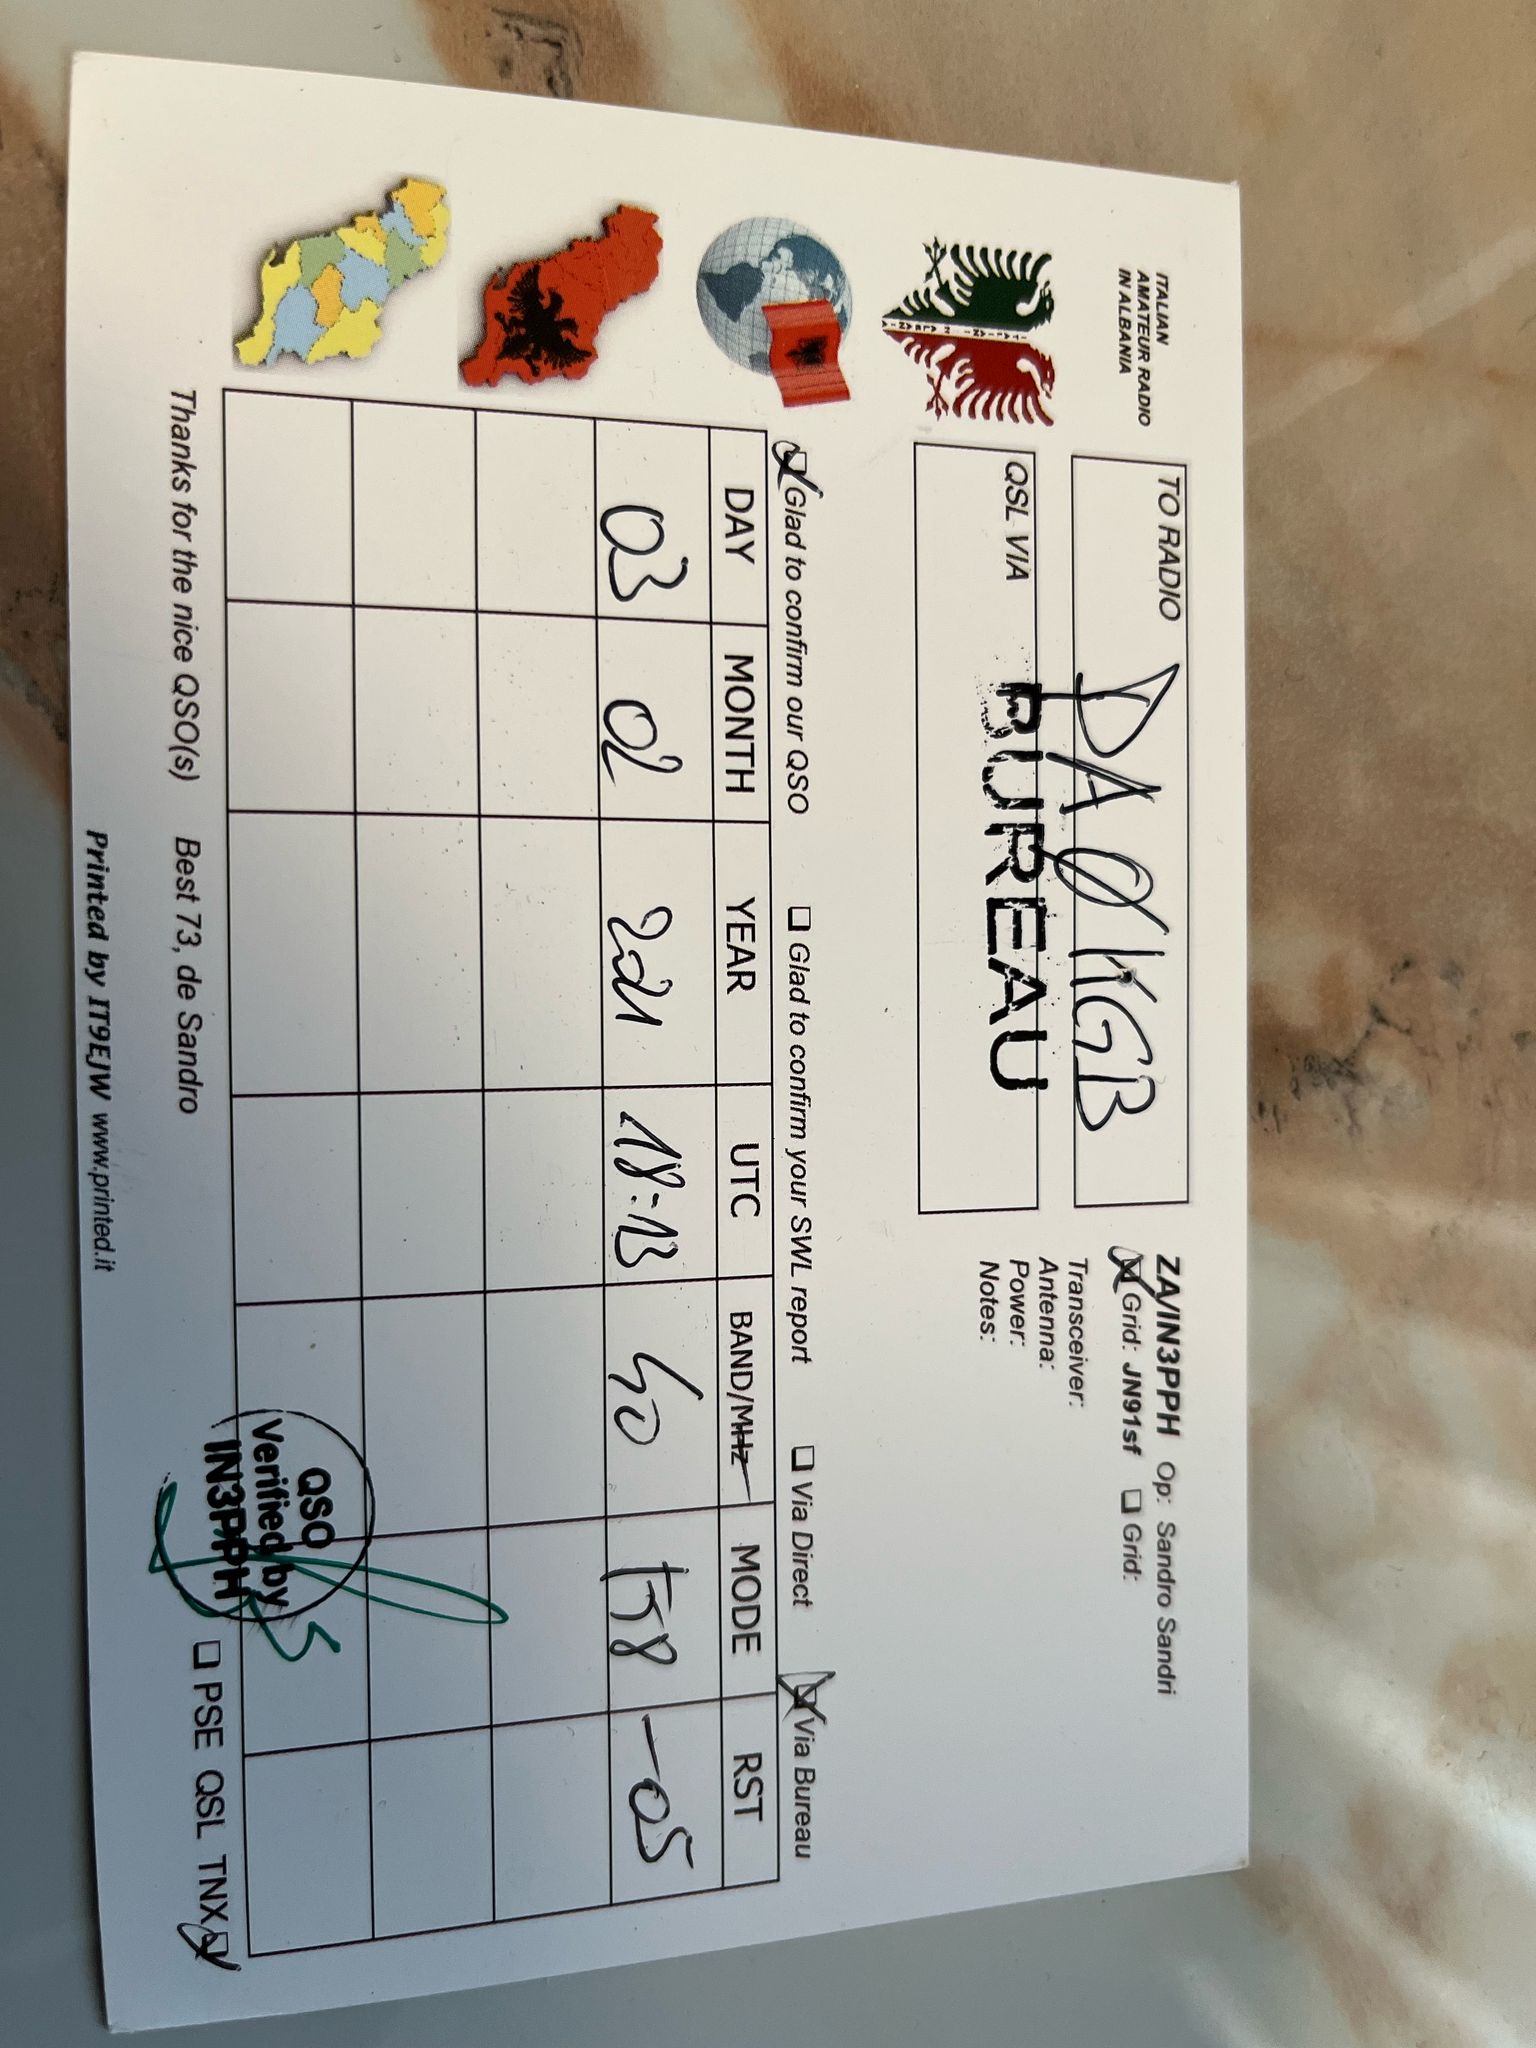 ITALIAN
AMATEUR RADIO
IN ALBANIA
TO RADIO DAØKGB
QSL VIA BUREAU
ZA/IN3PPH Op: Sandro Sandri
Grid: JN91sf Grid:
Transceiver:
Antenna:
Power:
Notes:
Glad to confirm our QSO Glad to confirm your SWL report Via Direct Via Bureau
DAY MONTH YEAR UTC BAND/MHz MODE RST
03 02 18:13 40 FT8 -05
QSO
Verified by
IN3PPH
Thanks for the nice QSO(s) Best 73, de Sandro PSE QSL TNX
Printed by IT9EJW www.printed.it